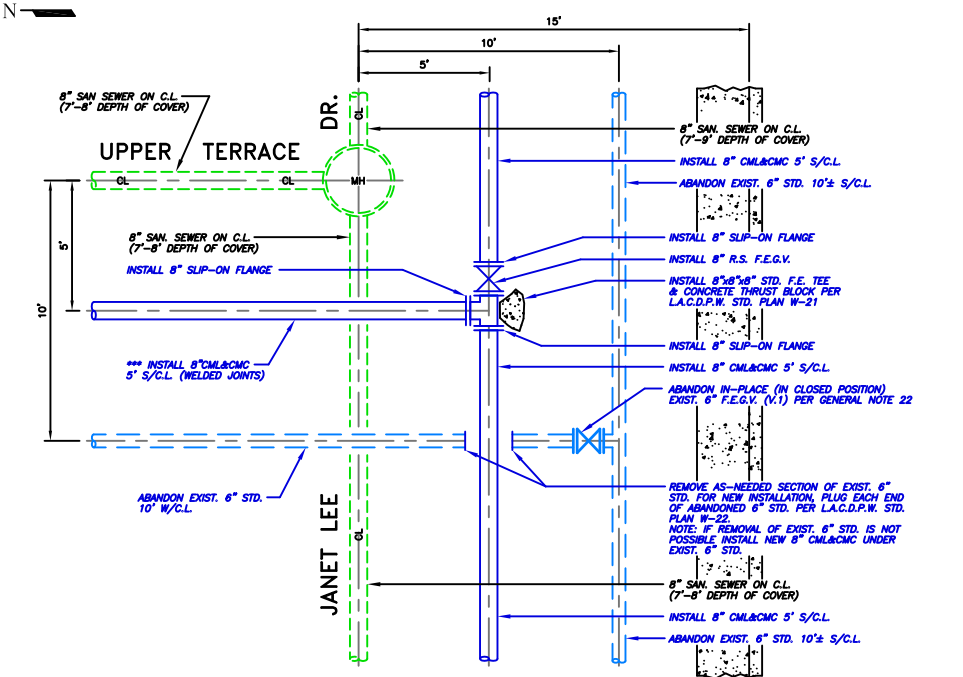 N
15'
10'
5'
8" SAN SEWER ON C.L.
(7'-8' DEPTH OF COVER)
DR.
CL
UPPER TERRACE
CL
CL
MH
8" SAN. SEWER ON C.L.
(7'-9' DEPTH OF COVER)
INSTALL 8" CML&CMC 5' S/C.L.
ABANDON EXIST. 6" STD. 10'± S/C.L.
5'
10'
8" SAN. SEWER ON C.L.
(7'-8' DEPTH OF COVER)
INSTALL 8" SLIP-ON FLANGE
INSTALL 8" SLIP-ON FLANGE
INSTALL 8" R.S. F.E.G.V.
INSTALL 8"x8"x8" STD. F.E. TEE
& CONCRETE THRUST BLOCK PER
L.A.C.D.P.W. STD. PLAN W-21
INSTALL 8" SLIP-ON FLANGE
*** INSTALL 8"CML&CMC
5' S/C.L. (WELDED JOINTS)
INSTALL 8" CML&CMC 5' S/C.L.
ABANDON IN-PLACE (IN CLOSED POSITION)
EXIST. 6" F.E.G.V. (V.1) PER GENERAL NOTE 22
ABANDON EXIST. 6" STD.
10' W/C.L.
REMOVE AS-NEEDED SECTION OF EXIST. 6"
STD. FOR NEW INSTALLATION, PLUG EACH END
OF ABANDONED 6" STD. PER L.A.C.D.P.W. STD.
PLAN W-22.
NOTE: IF REMOVAL OF EXIST. 6" STD. IS NOT
POSSIBLE INSTALL NEW 8" CML&CMC UNDER
EXIST. 6" STD.
JANET LEE
CL
8" SAN. SEWER ON C.L.
(7'-8' DEPTH OF COVER)
INSTALL 8" CML&CMC 5' S/C.L.
ABANDON EXIST. 6" STD. 10'± S/C.L.